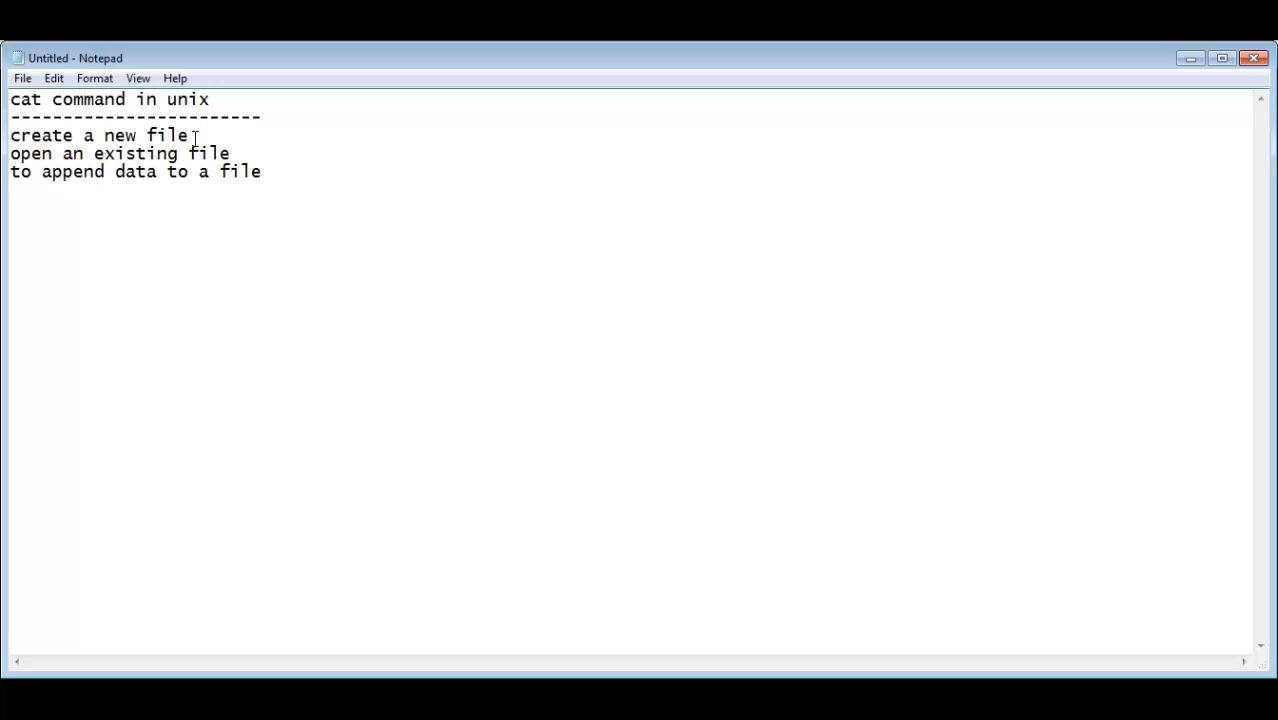 Untitled - Notepad
File Edit Format View Help
cat command in unix
------------------------
create a new file
open an existing file
to append data to a file